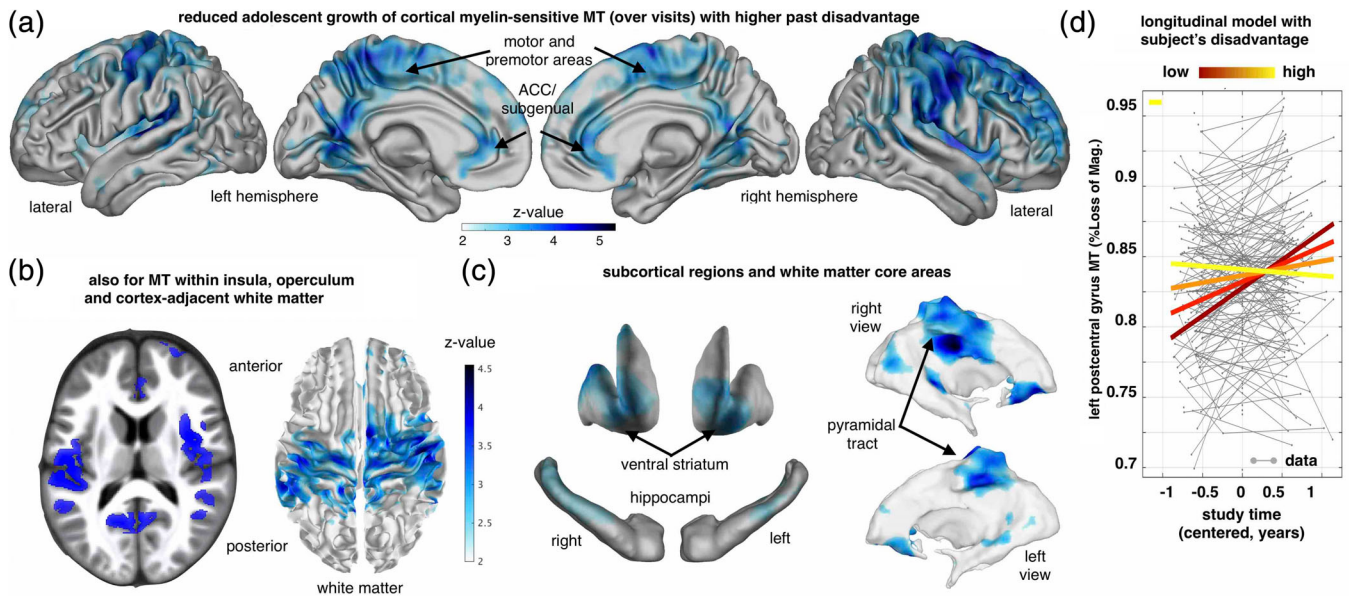 (a)
reduced adolescent growth of cortical myelin-sensitive MT (over visits) with higher past disadvantage
motor and
premotor areas
ACC/
subgenual
lateral
left hemisphere
right hemisphere
lateral
z-value
2 3 4 5
(b)
also for MT within insula, operculum
and cortex-adjacent white matter
anterior
posterior
white matter
z-value
4.5
4
3.5
3
2.5
2
(c)
subcortical regions and white matter core areas
ventral striatum
hippocampi
right
left
right
view
pyramidal
tract
left
view
(d)
longitudinal model with
subject's disadvantage
low high
left postcentral gyrus MT (%Loss of Mag.)
0.95
0.9
0.85
0.8
0.75
0.7
data
-1 -0.5 0 0.5 1
study time
(centered, years)